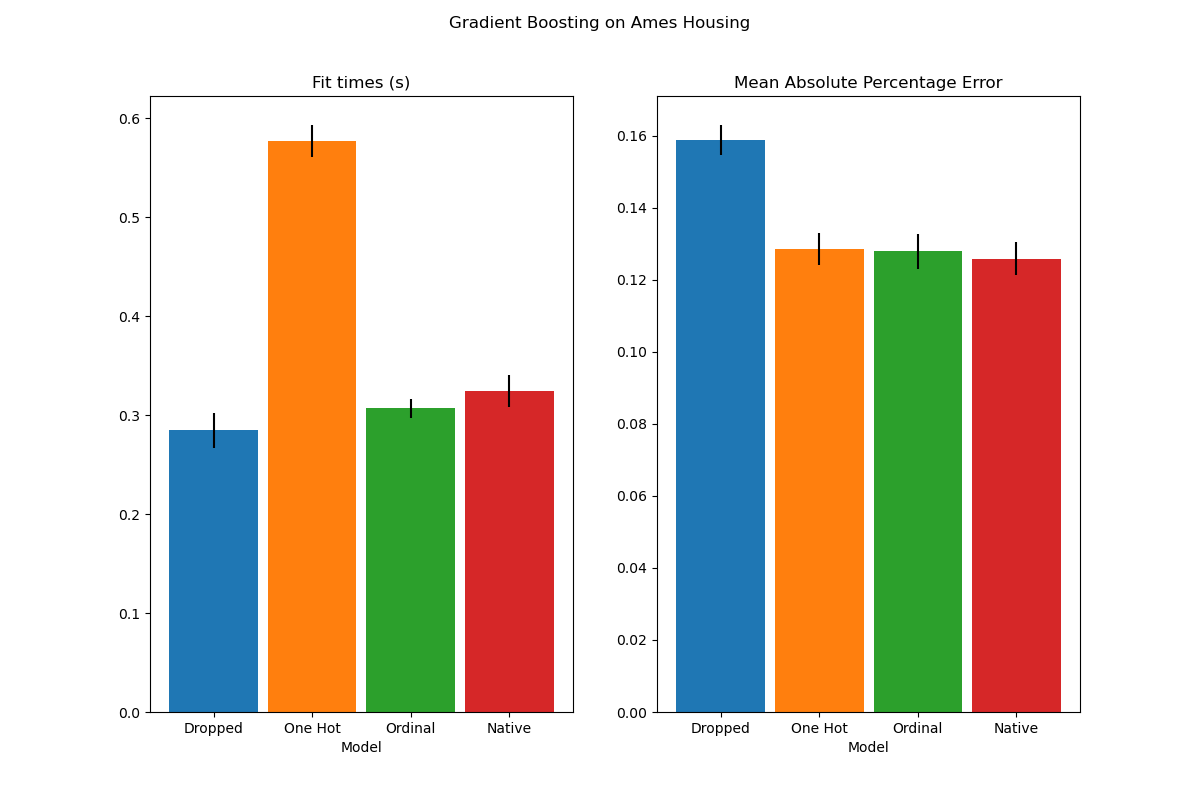 Gradient Boosting on Ames Housing
Fit times (s)
0.6
0.5
0.4
0.3
0.2
0.1
0.0
Dropped One Hot Ordinal Native
Model
Mean Absolute Percentage Error
0.16
0.14
0.12
0.10
0.08
0.06
0.04
0.02
0.00
Dropped One Hot Ordinal Native
Model